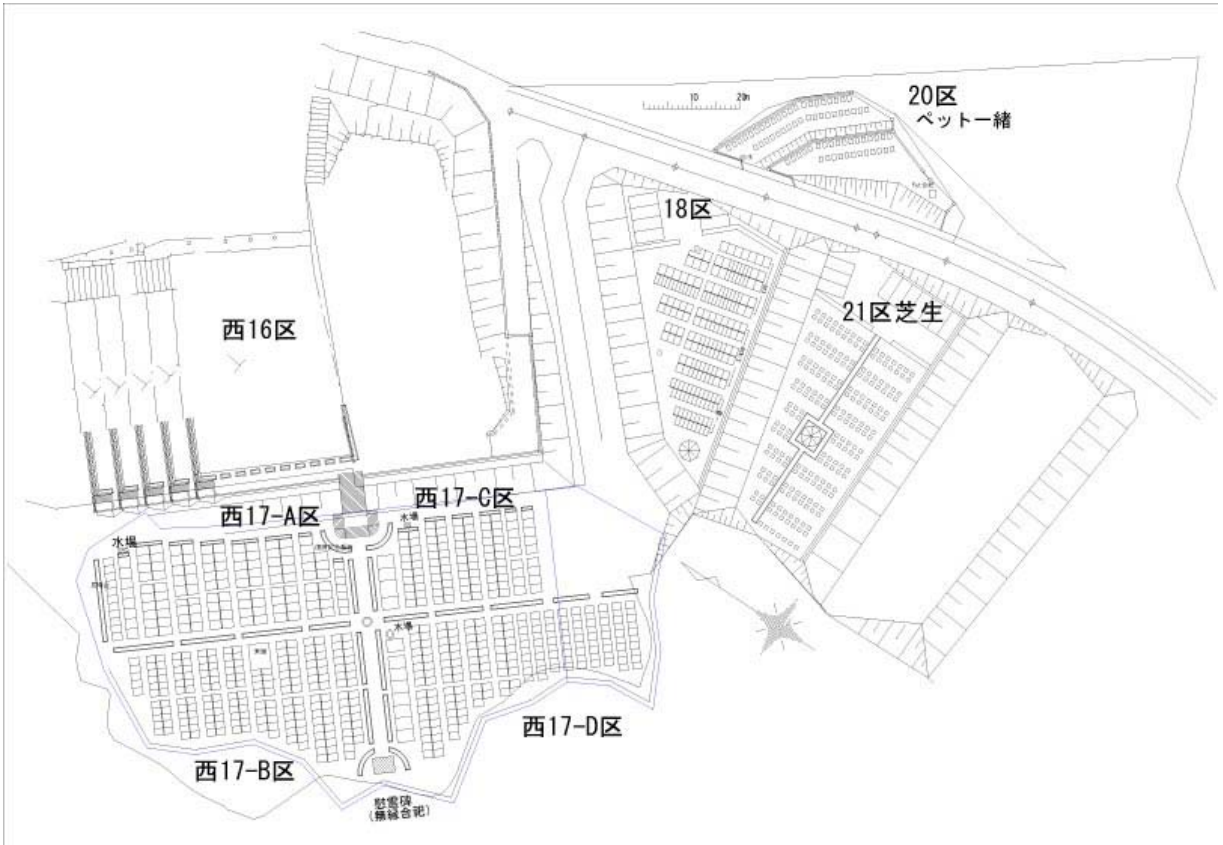 20区
ペット一緒
10 20m
18区
21区芝生
西16区
西17-A区
西17-C区
水場
水場
水場
西17-B区
西17-D区
慰霊碑
(無縁合祀)